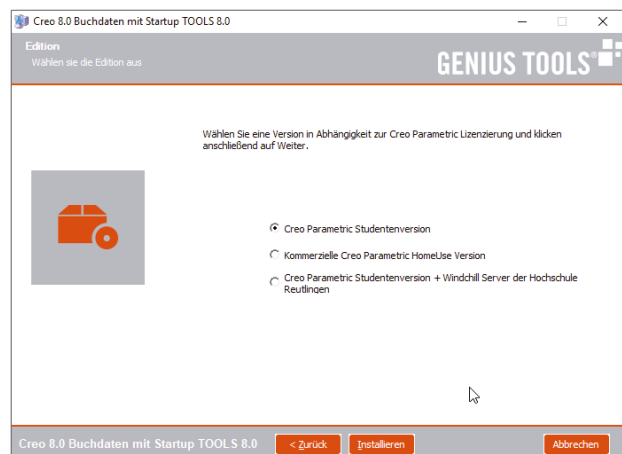 Creo 8.0 Buchdaten mit Startup TOOLS 8.0
Edition
Wählen sie die Edition aus
GENIUS TOOLS®
Wählen Sie eine Version in Abhängigkeit zur Creo Parametric Lizenzierung und klicken
anschließend auf Weiter.
Creo Parametric Studentenversion
Kommerzielle Creo Parametric HomeUse Version
Creo Parametric Studentenversion + Windchill Server der Hochschule
Reutlingen
Creo 8.0 Buchdaten mit Startup TOOLS 8.0
< Zurück
Installieren
Abbrechen